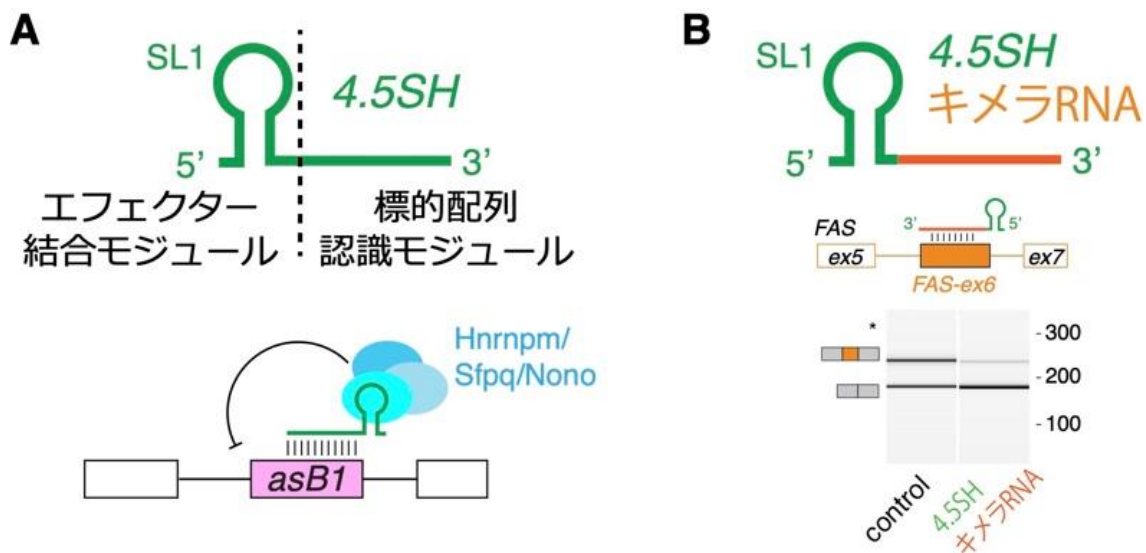 A
SL1
4.5SH
5’
3’
エフェクター
結合モジュール
標的配列
認識モジュール
Hnrnpm/
Sfpq/Nono
asB1
B
SL1
4.5SH
キメラRNA
5’
3’
3’
5’
FAS
ex5
ex7
FAS-ex6
*
- 300
- 200
- 100
control
4.5SH
キメラRNA